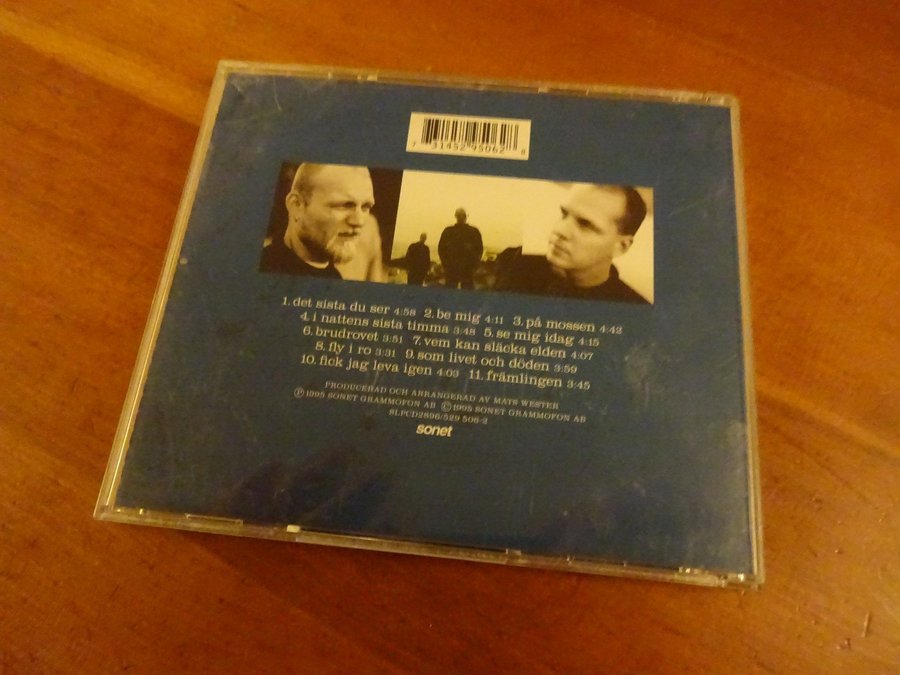 7 31452 95062 8
1. det sista du ser 4:58 2. be mig 4:11 3. på mossen 4:42
4. i nattens sista timma 3:48 5. se mig idag 4:15
6. brudrovet 3:51 7. vem kan släcka elden 4:07
8. fly i ro 3:31 9. som livet och döden 3:59
10. fick jag leva igen 4:03 11. främlingen 3:45
PRODUCERAD OCH ARRANGERAD AV MATS WESTER
Ⓟ 1995 SONET GRAMMOFON AB © 1995 SONET GRAMMOFON AB
SLPCD2896/529 506-2
sonet